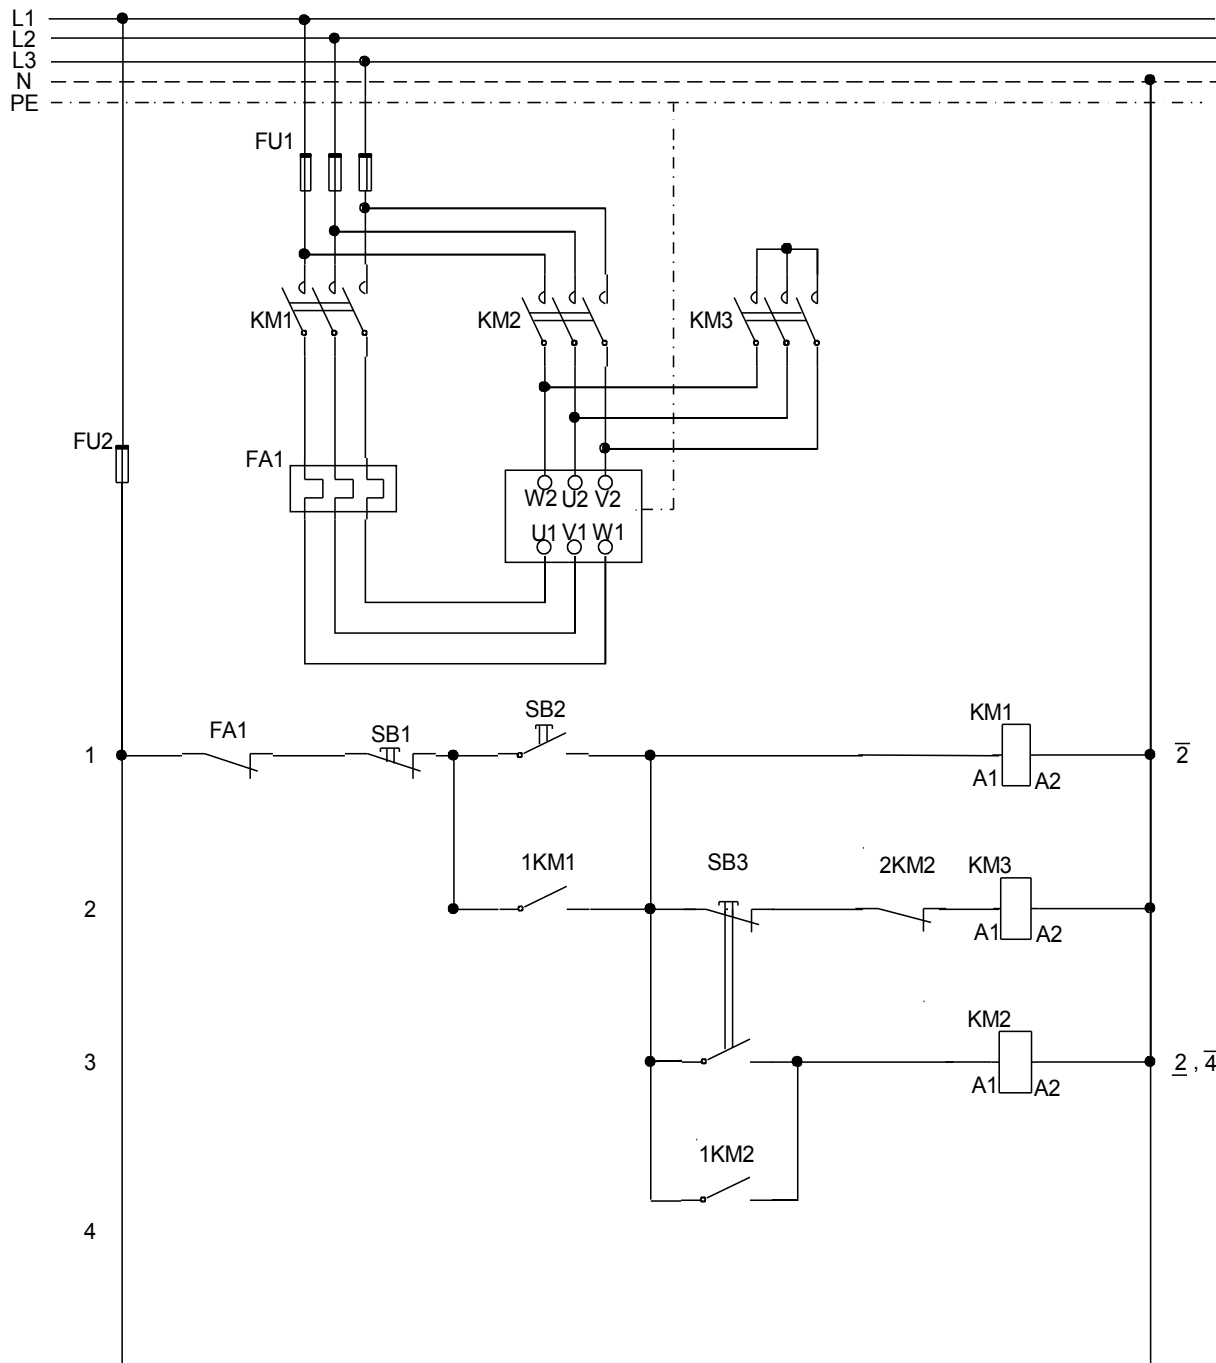 L1
L2
L3
N
PE
FU1
KM1
KM2
KM3
FU2
FA1
W2 U2 V2
U1 V1 W1
FA1
SB1
SB2
KM1
1
A1 A2
2
1KM1
SB3
2KM2
KM3
2
A1 A2
KM2
3
A1 A2
2 , 4
1KM2
4